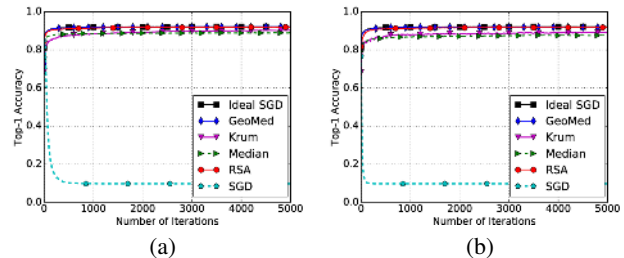 1.0
0.8
0.6
0.4
0.2
0.0
Top-1 Accuracy
Ideal SGD
GeoMed
Krum
Median
RSA
SGD
0 1000 2000 3000 4000 5000
Number of Iterations
(a)
1.0
0.8
0.6
0.4
0.2
0.0
Top-1 Accuracy
Ideal SGD
GeoMed
Krum
Median
RSA
SGD
0 1000 2000 3000 4000 5000
Number of Iterations
(b)